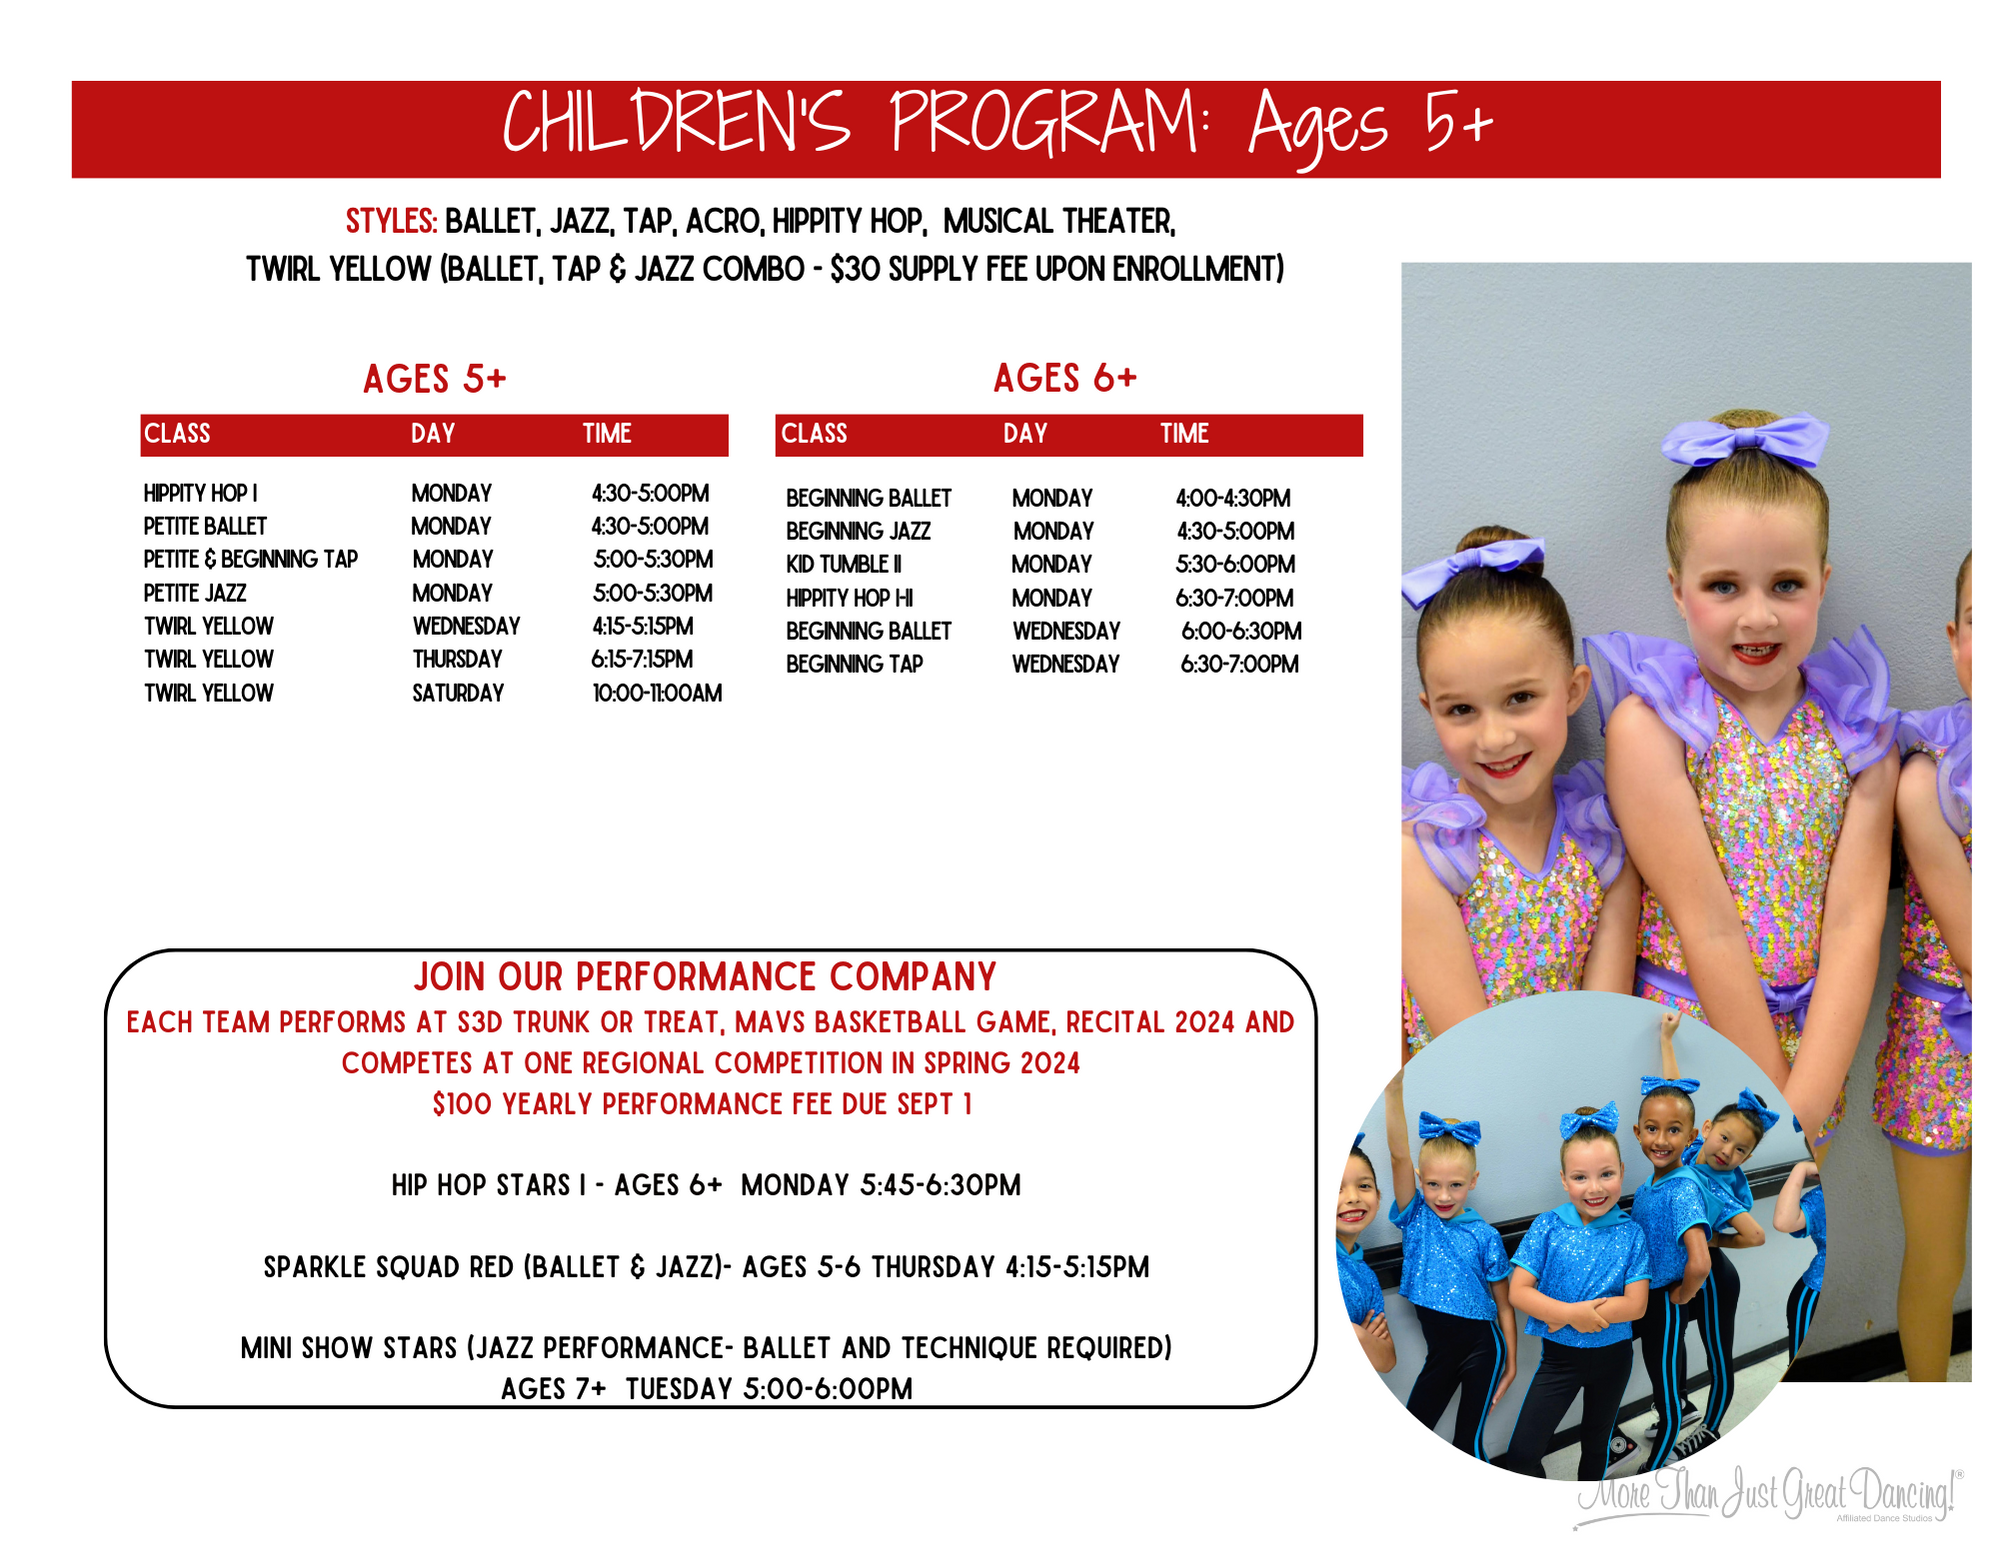 CHILDREN'S PROGRAM: Ages 5+
STYLES: BALLET, JAZZ, TAP, ACRO, HIPPITY HOP, MUSICAL THEATER,
TWIRL YELLOW (BALLET, TAP & JAZZ COMBO - $30 SUPPLY FEE UPON ENROLLMENT)
AGES 5+
CLASS DAY TIME
HIPPITY HOP I MONDAY 4:30-5:00PM
PETITE BALLET MONDAY 4:30-5:00PM
PETITE & BEGINNING TAP MONDAY 5:00-5:30PM
PETITE JAZZ MONDAY 5:00-5:30PM
TWIRL YELLOW WEDNESDAY 4:15-5:15PM
TWIRL YELLOW THURSDAY 6:15-7:15PM
TWIRL YELLOW SATURDAY 10:00-11:00AM
AGES 6+
CLASS DAY TIME
BEGINNING BALLET MONDAY 4:00-4:30PM
BEGINNING JAZZ MONDAY 4:30-5:00PM
KID TUMBLE II MONDAY 5:30-6:00PM
HIPPITY HOP I-II MONDAY 6:30-7:00PM
BEGINNING BALLET WEDNESDAY 6:00-6:30PM
BEGINNING TAP WEDNESDAY 6:30-7:00PM
JOIN OUR PERFORMANCE COMPANY
EACH TEAM PERFORMS AT S3D TRUNK OR TREAT, MAVS BASKETBALL GAME, RECITAL 2024 AND
COMPETES AT ONE REGIONAL COMPETITION IN SPRING 2024
$100 YEARLY PERFORMANCE FEE DUE SEPT 1
HIP HOP STARS I - AGES 6+ MONDAY 5:45-6:30PM
SPARKLE SQUAD RED (BALLET & JAZZ)- AGES 5-6 THURSDAY 4:15-5:15PM
MINI SHOW STARS (JAZZ PERFORMANCE- BALLET AND TECHNIQUE REQUIRED)
AGES 7+ TUESDAY 5:00-6:00PM
More Than Just Great Dancing!®
Affiliated Dance Studios